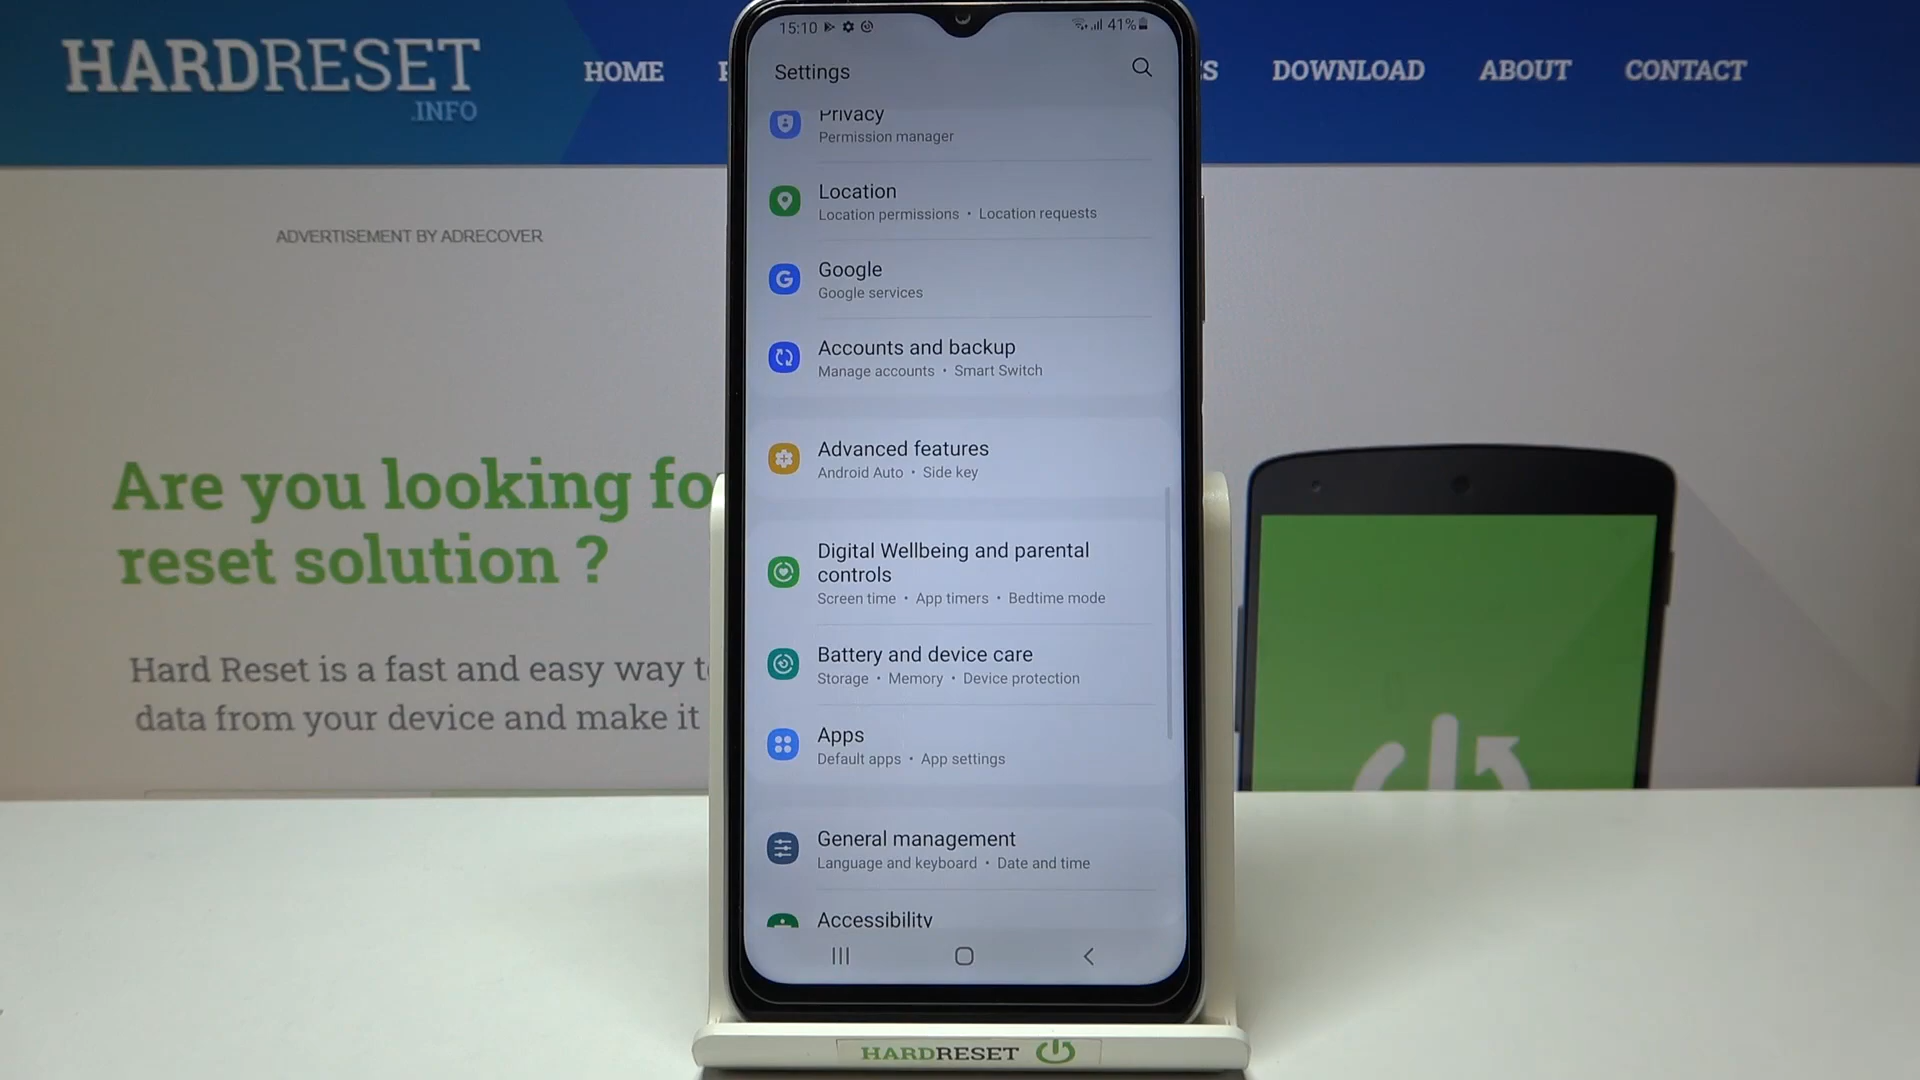 HARDRESET
.INFO
HOME
DOWNLOAD
ABOUT
CONTACT
ADVERTISEMENT BY ADRECOVER
Are you looking fo
reset solution ?
Hard Reset is a fast and easy way t
data from your device and make it
15:10
41%
Settings
Privacy
Permission manager
Location
Location permissions • Location requests
Google
Google services
Accounts and backup
Manage accounts • Smart Switch
Advanced features
Android Auto • Side key
Digital Wellbeing and parental
controls
Screen time • App timers • Bedtime mode
Battery and device care
Storage • Memory • Device protection
Apps
Default apps • App settings
General management
Language and keyboard • Date and time
Accessibility
HARDRESET